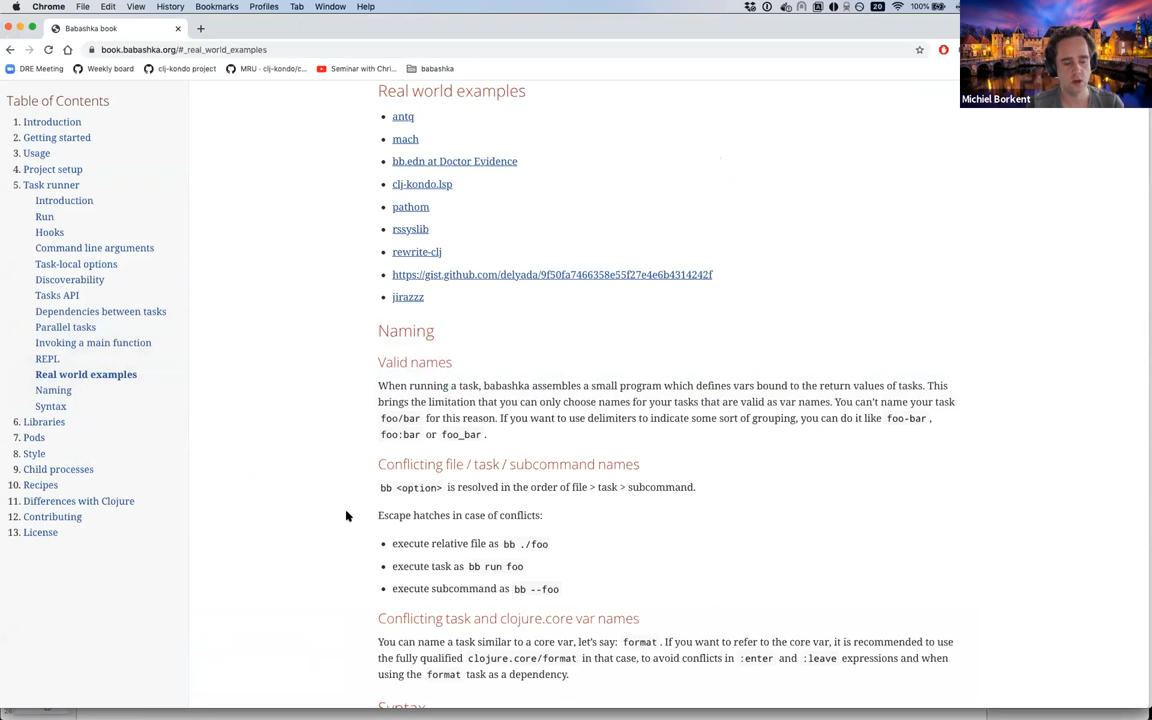 Chrome File Edit View History Bookmarks Profiles Tab Window Help
20 100%
Babashka book
book.babashka.org/#_real_world_examples
DRE Meeting Weekly board clj-kondo project MRU - clj-kondo/c... Seminar with Chri... babashka
Michiel Borkent
Table of Contents
1. Introduction
2. Getting started
3. Usage
4. Project setup
5. Task runner
Introduction
Run
Hooks
Command line arguments
Task-local options
Discoverability
Tasks API
Dependencies between tasks
Parallel tasks
Invoking a main function
REPL
Real world examples
Naming
Syntax
6. Libraries
7. Pods
8. Style
9. Child processes
10. Recipes
11. Differences with Clojure
12. Contributing
13. License
Real world examples
antq
mach
bb.edn at Doctor Evidence
clj-kondo.lsp
pathom
rssyslib
rewrite-clj
https://gist.github.com/delyada/9f50fa7466358e55f27e4e6b4314242f
jirazzz
Naming
Valid names
When running a task, babashka assembles a small program which defines vars bound to the return values of tasks. This
brings the limitation that you can only choose names for your tasks that are valid as var names. You can't name your task
foo/bar for this reason. If you want to use delimiters to indicate some sort of grouping, you can do it like foo-bar ,
foo:bar or foo_bar .
Conflicting file / task / subcommand names
bb <option> is resolved in the order of file > task > subcommand.
Escape hatches in case of conflicts:
execute relative file as bb ./foo
execute task as bb run foo
execute subcommand as bb --foo
Conflicting task and clojure.core var names
You can name a task similar to a core var, let's say: format . If you want to refer to the core var, it is recommended to use
the fully qualified clojure.core/format in that case, to avoid conflicts in :enter and :leave expressions and when
using the format task as a dependency.
Syntax